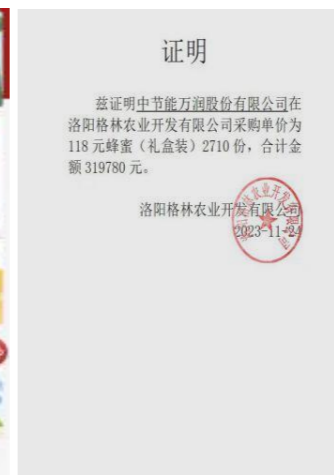 证明
兹证明中节能万润股份有限公司在
洛阳格林农业开发有限公司采购单价为
118元蜂蜜（礼盒装）2710份，合计金
额319780元。
洛阳格林农业开发有限公司
2023-11-24